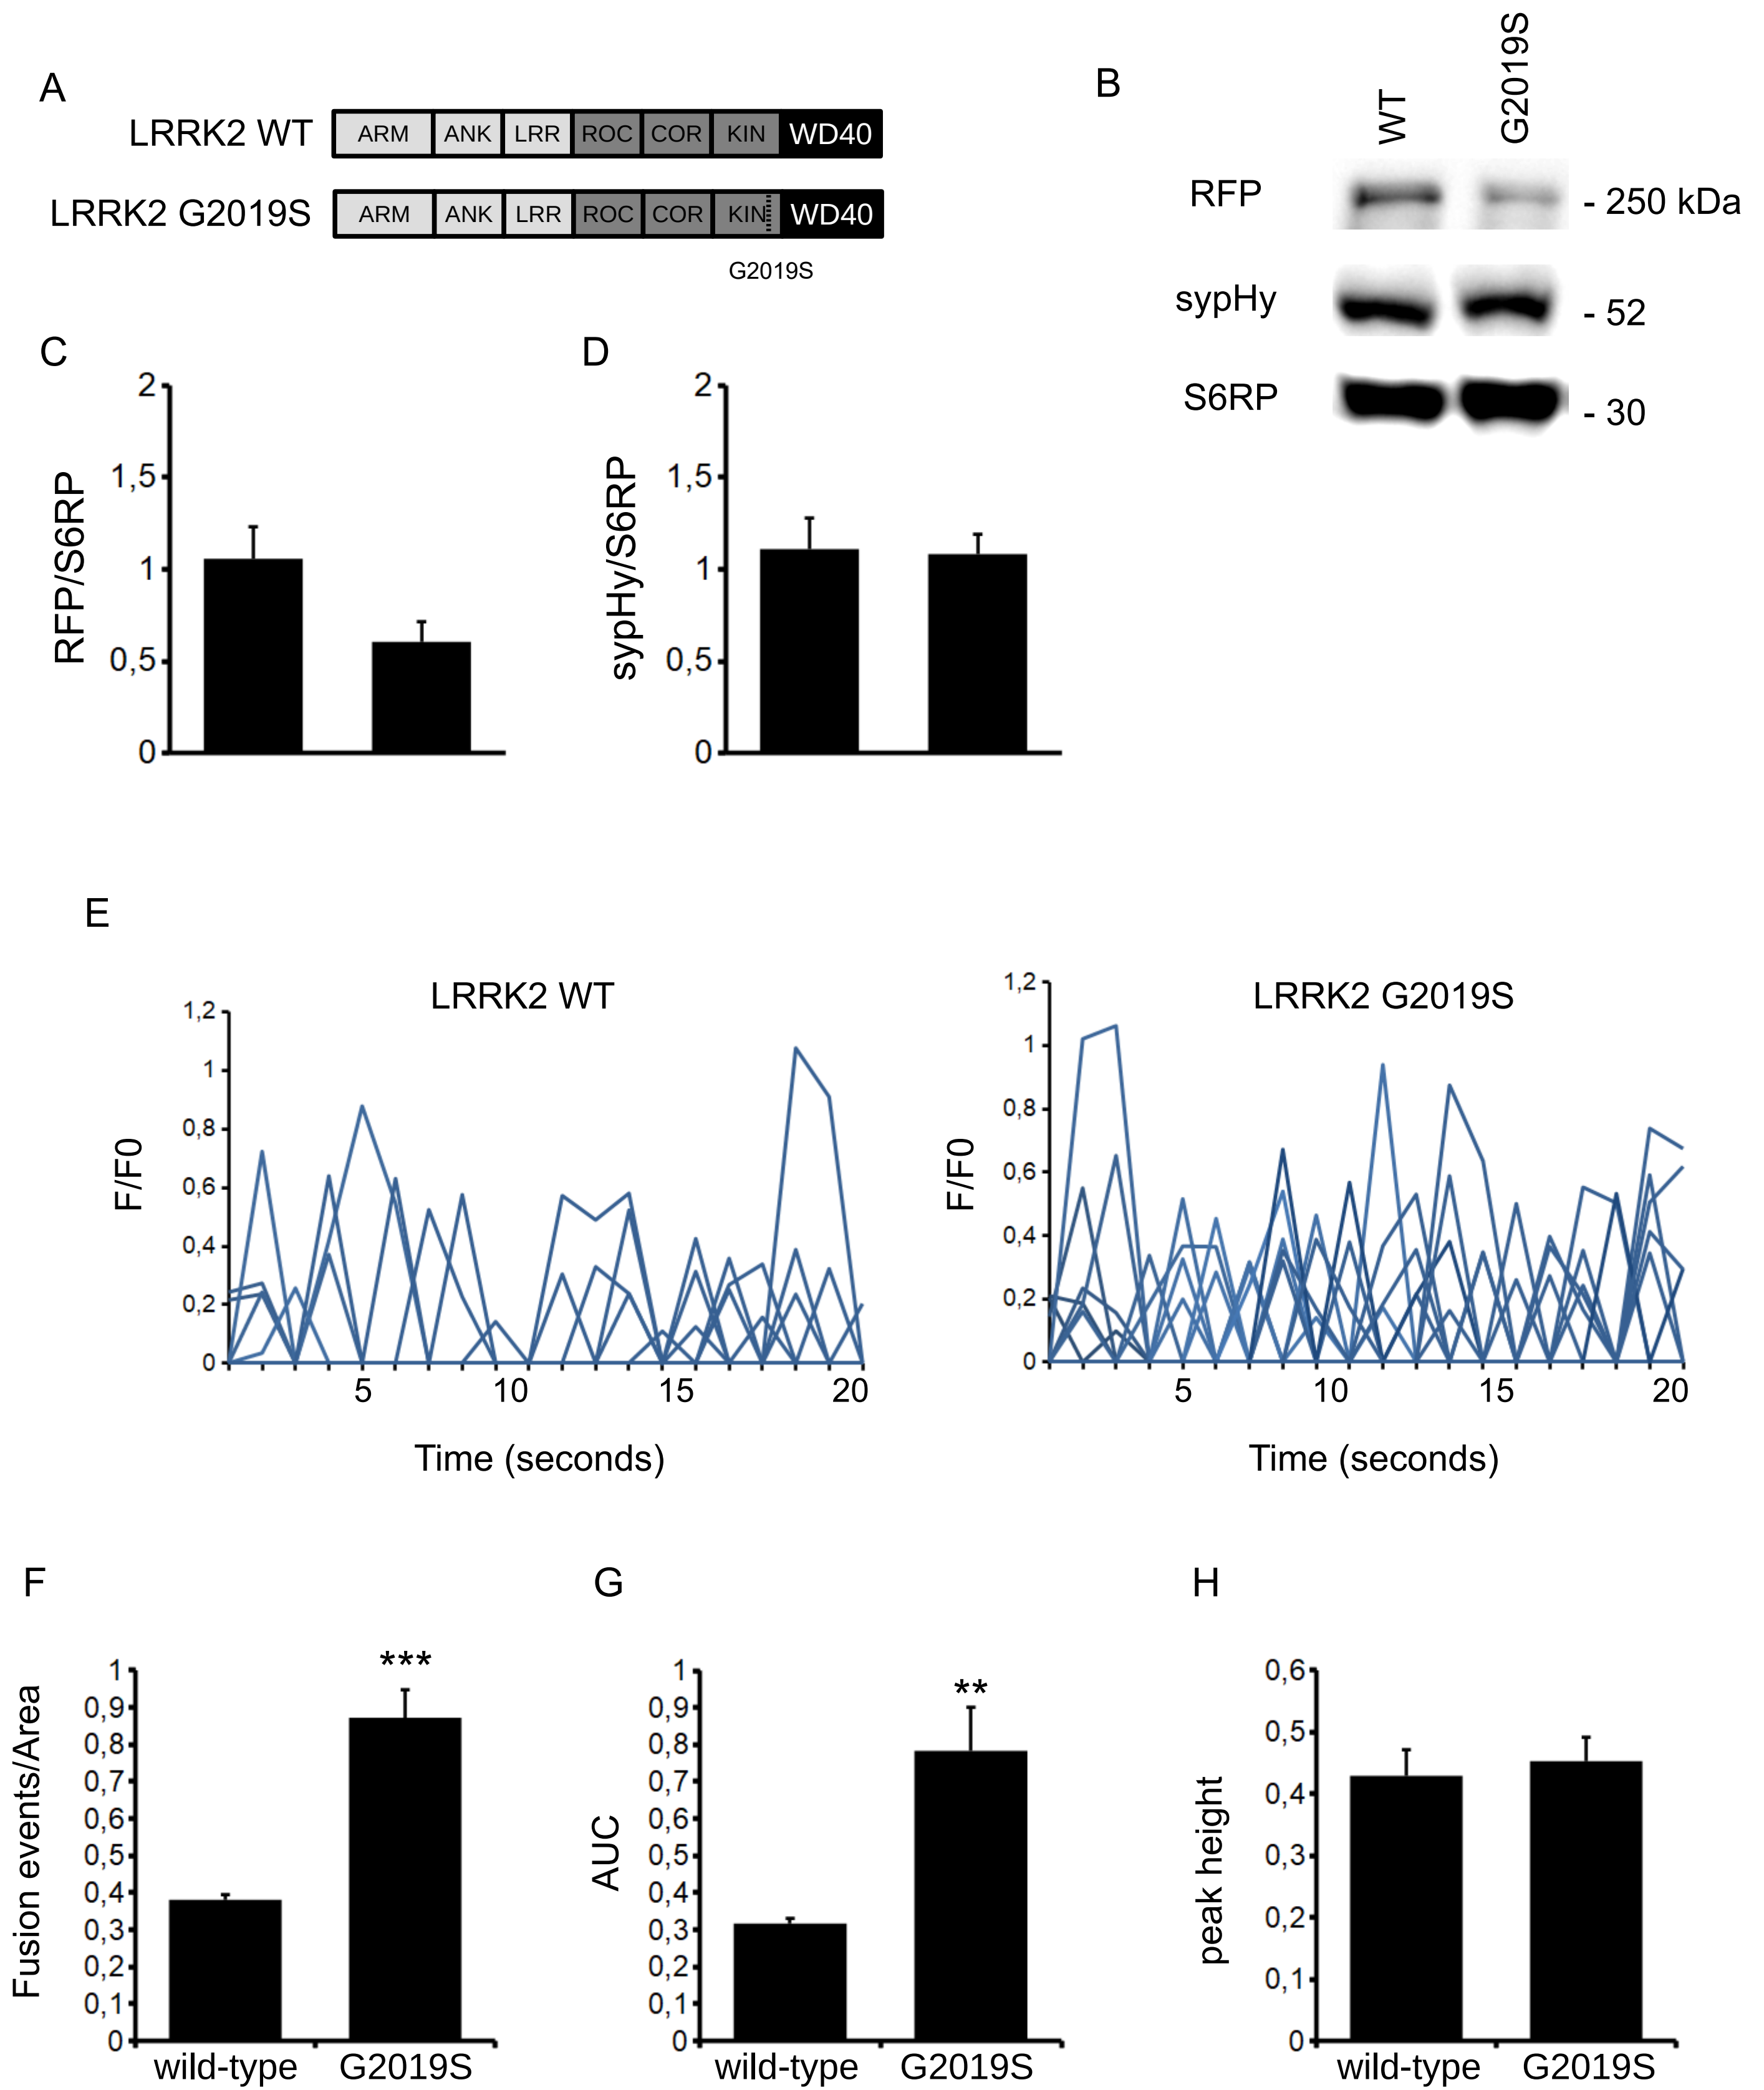 A
LRRK2 WT
ARM ANK LRR ROC COR KIN WD40
LRRK2 G2019S
ARM ANK LRR ROC COR KIN WD40
G2019S
B
WT
G2019S
RFP
- 250 kDa
sypHy
- 52
S6RP
- 30
C
RFP/S6RP
2
1,5
1
0,5
0
D
sypHy/S6RP
2
1,5
1
0,5
0
E
LRRK2 WT
F/F0
1,2
1
0,8
0,6
0,4
0,2
0
5 10 15 20
Time (seconds)
LRRK2 G2019S
F/F0
1,2
1
0,8
0,6
0,4
0,2
0
5 10 15 20
Time (seconds)
F
Fusion events/Area
***
1
0,9
0,8
0,7
0,6
0,5
0,4
0,3
0,2
0,1
0
wild-type G2019S
G
AUC
**
1
0,9
0,8
0,7
0,6
0,5
0,4
0,3
0,2
0,1
0
wild-type G2019S
H
peak height
0,6
0,5
0,4
0,3
0,2
0,1
0
wild-type G2019S